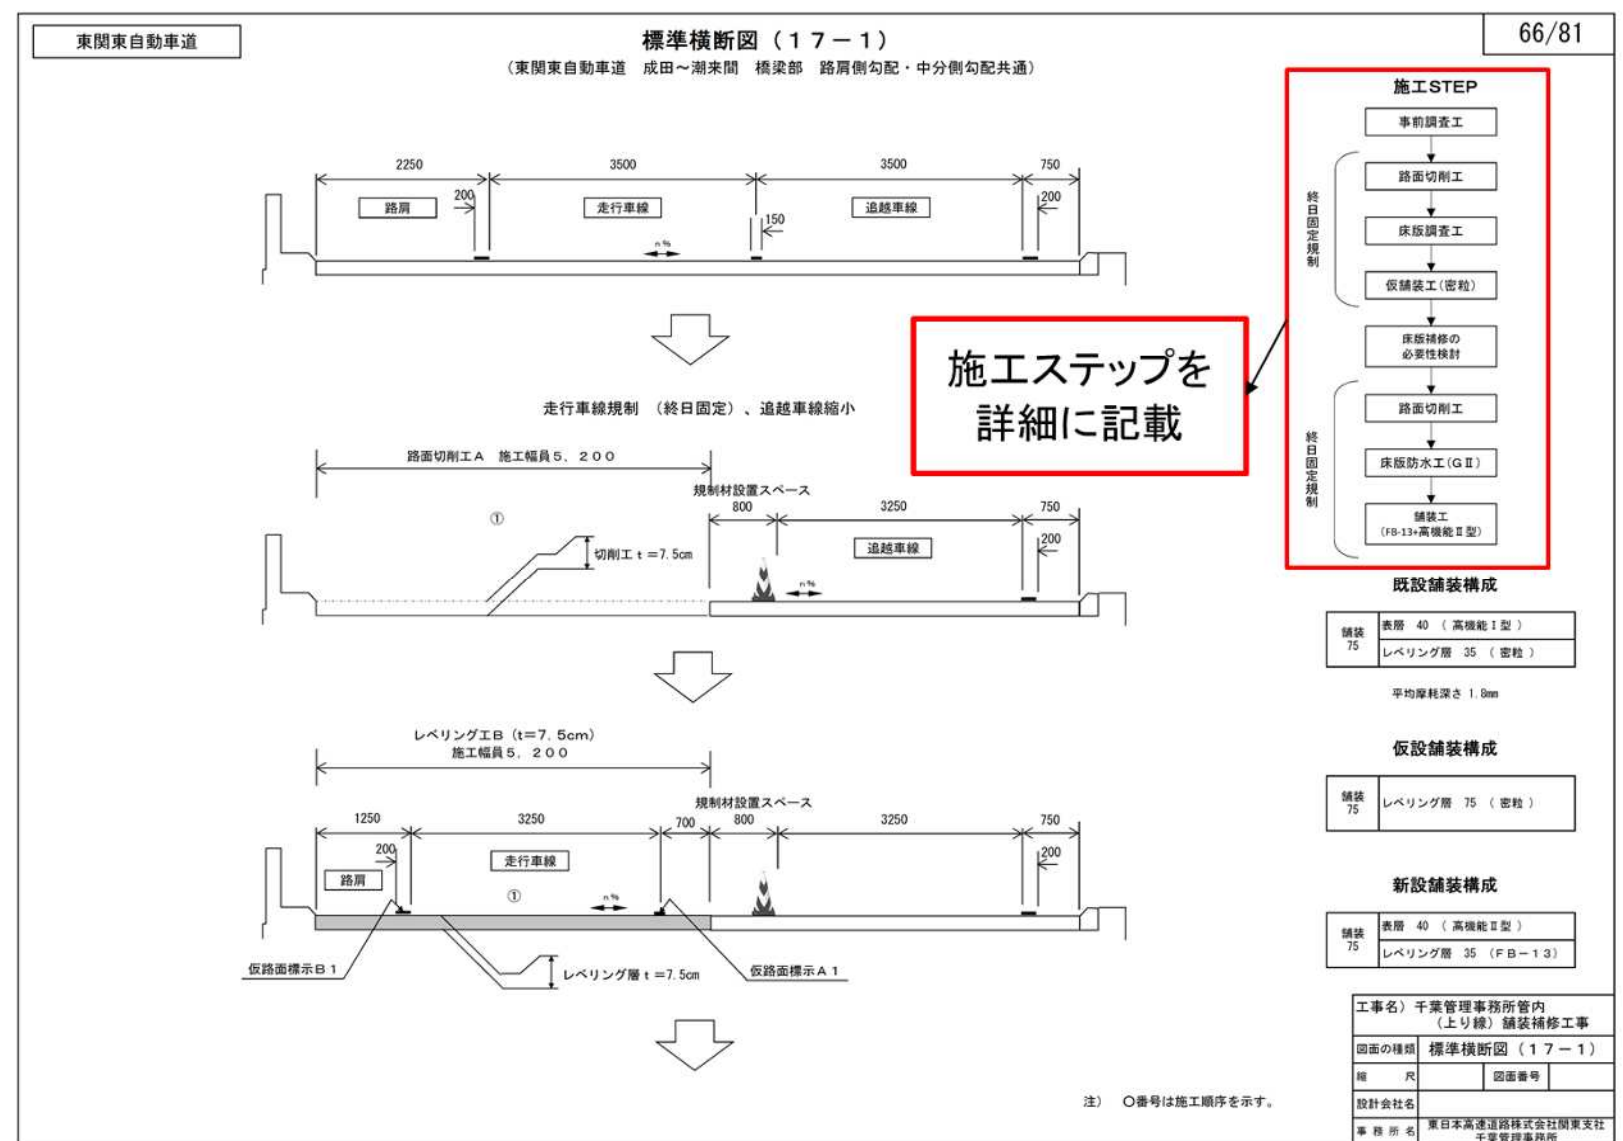 東関東自動車道
標準横断図（１７－１）
（東関東自動車道　成田～潮来間　橋梁部　路肩側勾配・中分側勾配共通）
66/81
2250
3500
3500
750
200
路肩
走行車線
追越車線
200
150
n%
走行車線規制　（終日固定）、追越車線縮小
路面切削工Ａ　施工幅員５，２００
規制材設置スペース
800
3250
750
①
切削工ｔ＝7.5cm
追越車線
200
n%
レベリング工Ｂ（t=7.5cm）
施工幅員５，２００
規制材設置スペース
1250
3250
700
800
3250
750
200
路肩
走行車線
200
①
n%
仮路面標示Ｂ１
レベリング層ｔ＝7.5cm
仮路面標示Ａ１
注）　〇番号は施工順序を示す。
施工ステップを
詳細に記載
施工STEP
事前調査工
終日固定規制
路面切削工
床版調査工
仮舗装工(密粒)
床版補修の
必要性検討
終日固定規制
路面切削工
床版防水工(GⅡ)
舗装工
(FB-13+高機能Ⅱ型)
既設舗装構成
舗装
75
表層　40　（ 高機能Ⅰ型 ）
レベリング層　35　（ 密粒 ）
平均摩耗深さ 1.8mm
仮設舗装構成
舗装
75
レベリング層　75　（ 密粒 ）
新設舗装構成
舗装
75
表層　40　（ 高機能Ⅱ型 ）
レベリング層　35　（ＦＢ－１３）
工事名）千葉管理事務所管内
（上り線）舗装補修工事
図面の種類　標準横断図（１７－１）
縮　尺　図面番号
設計会社名
事務所名　東日本高速道路株式会社関東支社
千葉管理事務所